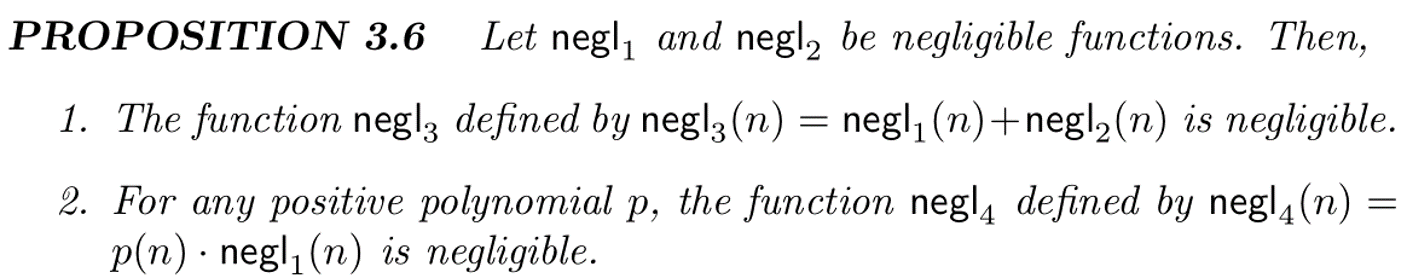 PROPOSITION 3.6 Let negl₁ and negl₂ be negligible functions. Then,
1. The function negl₃ defined by negl₃(n) = negl₁(n)+negl₂(n) is negligible.
2. For any positive polynomial p, the function negl₄ defined by negl₄(n) =
p(n) · negl₁(n) is negligible.